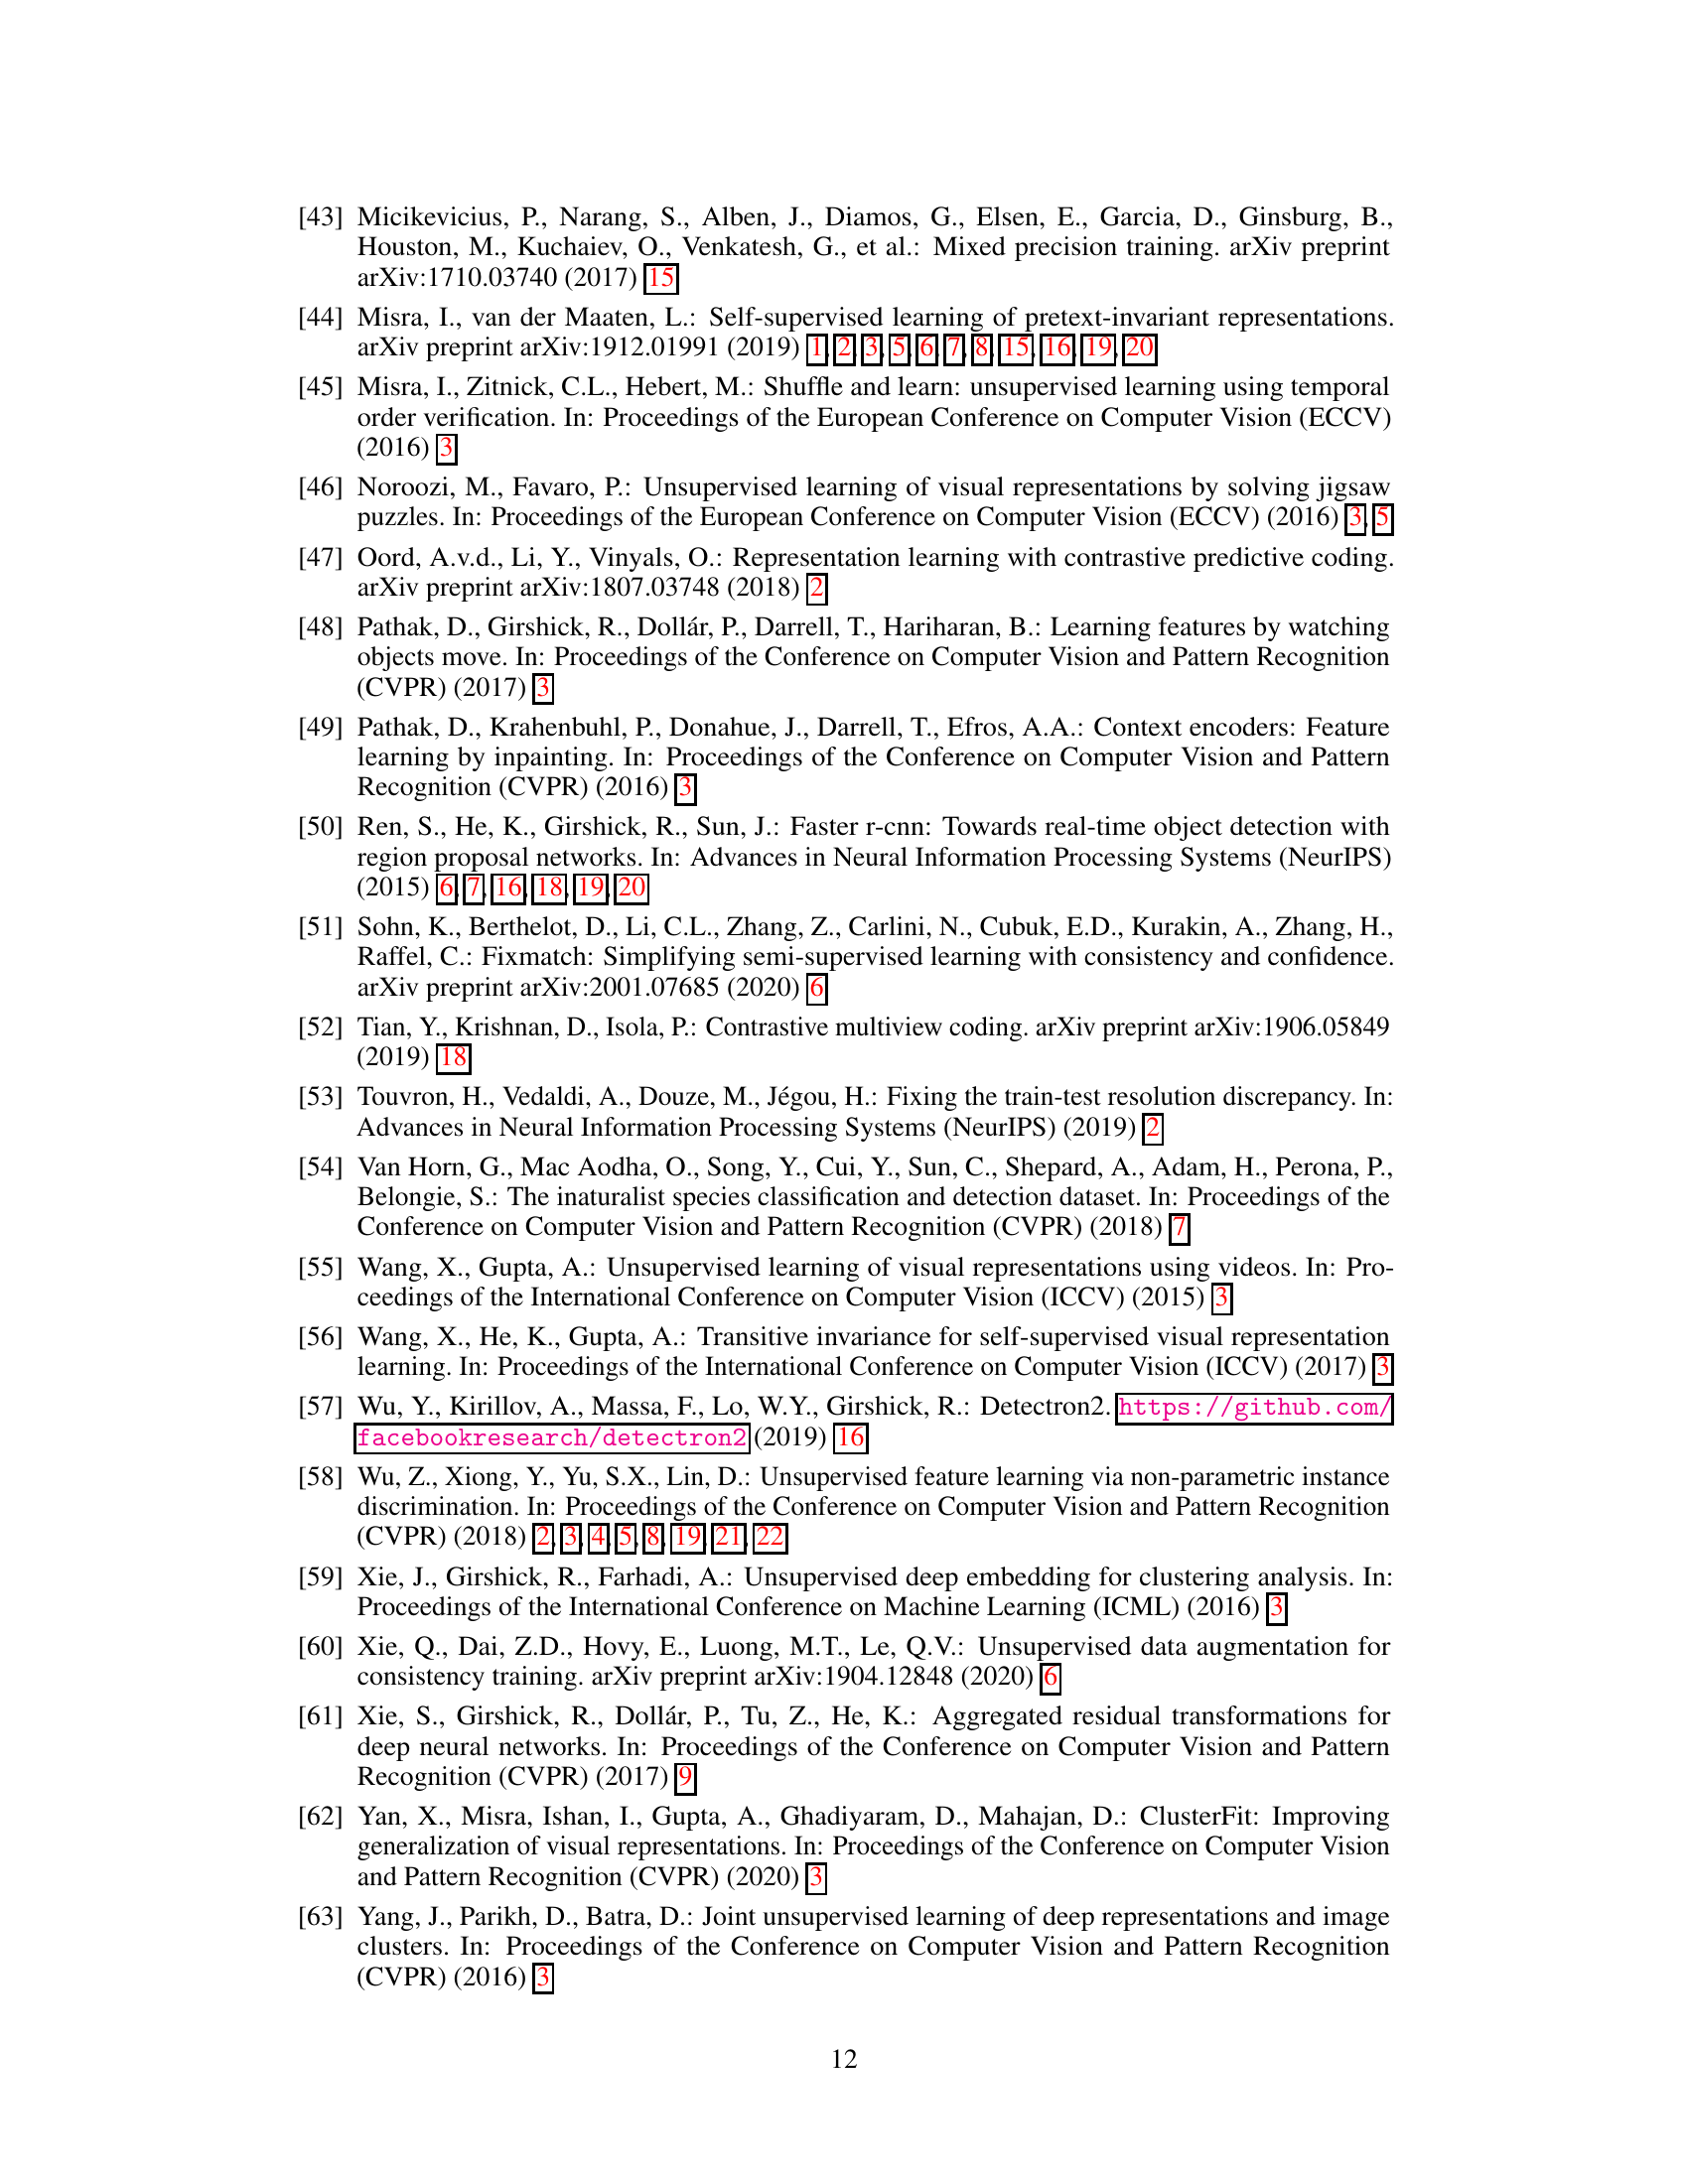 [43] Micikevicius, P., Narang, S., Alben, J., Diamos, G., Elsen, E., Garcia, D., Ginsburg, B.,
Houston, M., Kuchaiev, O., Venkatesh, G., et al.: Mixed precision training. arXiv preprint
arXiv:1710.03740 (2017) 15
[44] Misra, I., van der Maaten, L.: Self-supervised learning of pretext-invariant representations.
arXiv preprint arXiv:1912.01991 (2019) 1, 2, 3, 5, 6, 7, 8, 15, 16, 19, 20
[45] Misra, I., Zitnick, C.L., Hebert, M.: Shuffle and learn: unsupervised learning using temporal
order verification. In: Proceedings of the European Conference on Computer Vision (ECCV)
(2016) 3
[46] Noroozi, M., Favaro, P.: Unsupervised learning of visual representations by solving jigsaw
puzzles. In: Proceedings of the European Conference on Computer Vision (ECCV) (2016) 3, 5
[47] Oord, A.v.d., Li, Y., Vinyals, O.: Representation learning with contrastive predictive coding.
arXiv preprint arXiv:1807.03748 (2018) 2
[48] Pathak, D., Girshick, R., Dollár, P., Darrell, T., Hariharan, B.: Learning features by watching
objects move. In: Proceedings of the Conference on Computer Vision and Pattern Recognition
(CVPR) (2017) 3
[49] Pathak, D., Krahenbuhl, P., Donahue, J., Darrell, T., Efros, A.A.: Context encoders: Feature
learning by inpainting. In: Proceedings of the Conference on Computer Vision and Pattern
Recognition (CVPR) (2016) 3
[50] Ren, S., He, K., Girshick, R., Sun, J.: Faster r-cnn: Towards real-time object detection with
region proposal networks. In: Advances in Neural Information Processing Systems (NeurIPS)
(2015) 6, 7, 16, 18, 19, 20
[51] Sohn, K., Berthelot, D., Li, C.L., Zhang, Z., Carlini, N., Cubuk, E.D., Kurakin, A., Zhang, H.,
Raffel, C.: Fixmatch: Simplifying semi-supervised learning with consistency and confidence.
arXiv preprint arXiv:2001.07685 (2020) 6
[52] Tian, Y., Krishnan, D., Isola, P.: Contrastive multiview coding. arXiv preprint arXiv:1906.05849
(2019) 18
[53] Touvron, H., Vedaldi, A., Douze, M., Jégou, H.: Fixing the train-test resolution discrepancy. In:
Advances in Neural Information Processing Systems (NeurIPS) (2019) 2
[54] Van Horn, G., Mac Aodha, O., Song, Y., Cui, Y., Sun, C., Shepard, A., Adam, H., Perona, P.,
Belongie, S.: The inaturalist species classification and detection dataset. In: Proceedings of the
Conference on Computer Vision and Pattern Recognition (CVPR) (2018) 7
[55] Wang, X., Gupta, A.: Unsupervised learning of visual representations using videos. In: Pro-
ceedings of the International Conference on Computer Vision (ICCV) (2015) 3
[56] Wang, X., He, K., Gupta, A.: Transitive invariance for self-supervised visual representation
learning. In: Proceedings of the International Conference on Computer Vision (ICCV) (2017) 3
[57] Wu, Y., Kirillov, A., Massa, F., Lo, W.Y., Girshick, R.: Detectron2. https://github.com/
facebookresearch/detectron2 (2019) 16
[58] Wu, Z., Xiong, Y., Yu, S.X., Lin, D.: Unsupervised feature learning via non-parametric instance
discrimination. In: Proceedings of the Conference on Computer Vision and Pattern Recognition
(CVPR) (2018) 2, 3, 4, 5, 8, 19, 21, 22
[59] Xie, J., Girshick, R., Farhadi, A.: Unsupervised deep embedding for clustering analysis. In:
Proceedings of the International Conference on Machine Learning (ICML) (2016) 3
[60] Xie, Q., Dai, Z.D., Hovy, E., Luong, M.T., Le, Q.V.: Unsupervised data augmentation for
consistency training. arXiv preprint arXiv:1904.12848 (2020) 6
[61] Xie, S., Girshick, R., Dollár, P., Tu, Z., He, K.: Aggregated residual transformations for
deep neural networks. In: Proceedings of the Conference on Computer Vision and Pattern
Recognition (CVPR) (2017) 9
[62] Yan, X., Misra, Ishan, I., Gupta, A., Ghadiyaram, D., Mahajan, D.: ClusterFit: Improving
generalization of visual representations. In: Proceedings of the Conference on Computer Vision
and Pattern Recognition (CVPR) (2020) 3
[63] Yang, J., Parikh, D., Batra, D.: Joint unsupervised learning of deep representations and image
clusters. In: Proceedings of the Conference on Computer Vision and Pattern Recognition
(CVPR) (2016) 3
12